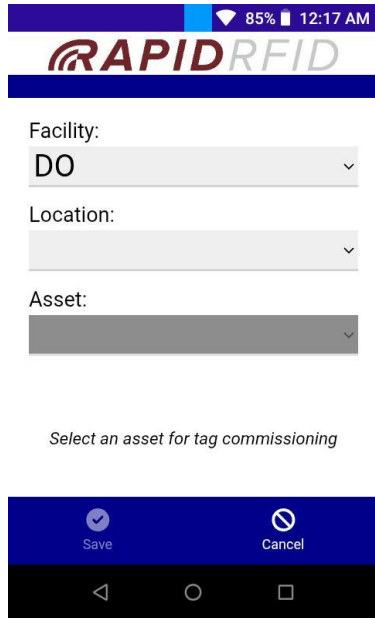 85% 12:17 AM
RAPIDRFID
Facility:
DO
Location:
Asset:
Select an asset for tag commissioning
Save Cancel